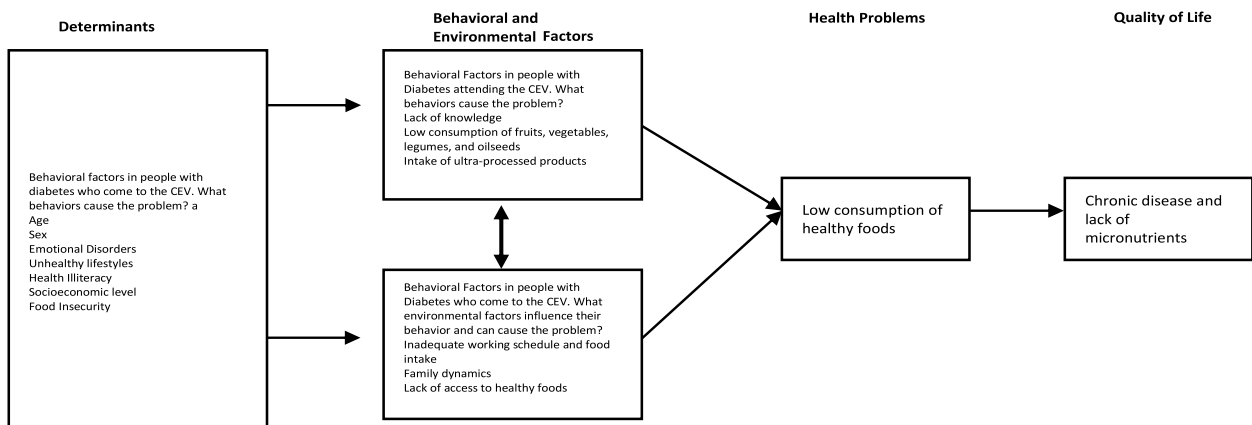 Determinants
Behavioral and
Environmental Factors
Health Problems
Quality of Life
Behavioral factors in people with
diabetes who come to the CEV. What
behaviors cause the problem? a
Age
Sex
Emotional Disorders
Unhealthy lifestyles
Health Illiteracy
Socioeconomic level
Food Insecurity
Behavioral Factors in people with
Diabetes attending the CEV. What
behaviors cause the problem?
Lack of knowledge
Low consumption of fruits, vegetables,
legumes, and oilseeds
Intake of ultra-processed products
Behavioral Factors in people with
Diabetes who come to the CEV. What
environmental factors influence their
behavior and can cause the problem?
Inadequate working schedule and food
intake
Family dynamics
Lack of access to healthy foods
Low consumption of
healthy foods
Chronic disease and
lack of
micronutrients